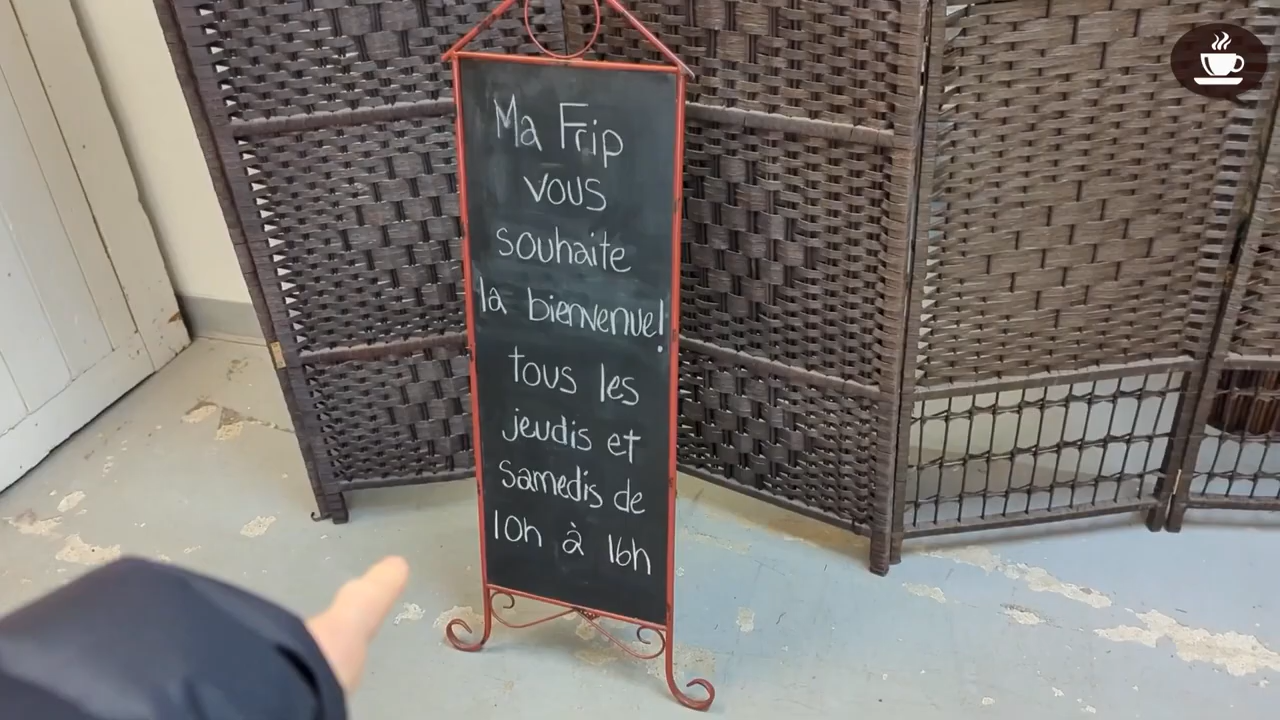 Ma Frip
vous
souhaite
la bienvenue!
tous les
jeudis et
samedis de
10h à 16h